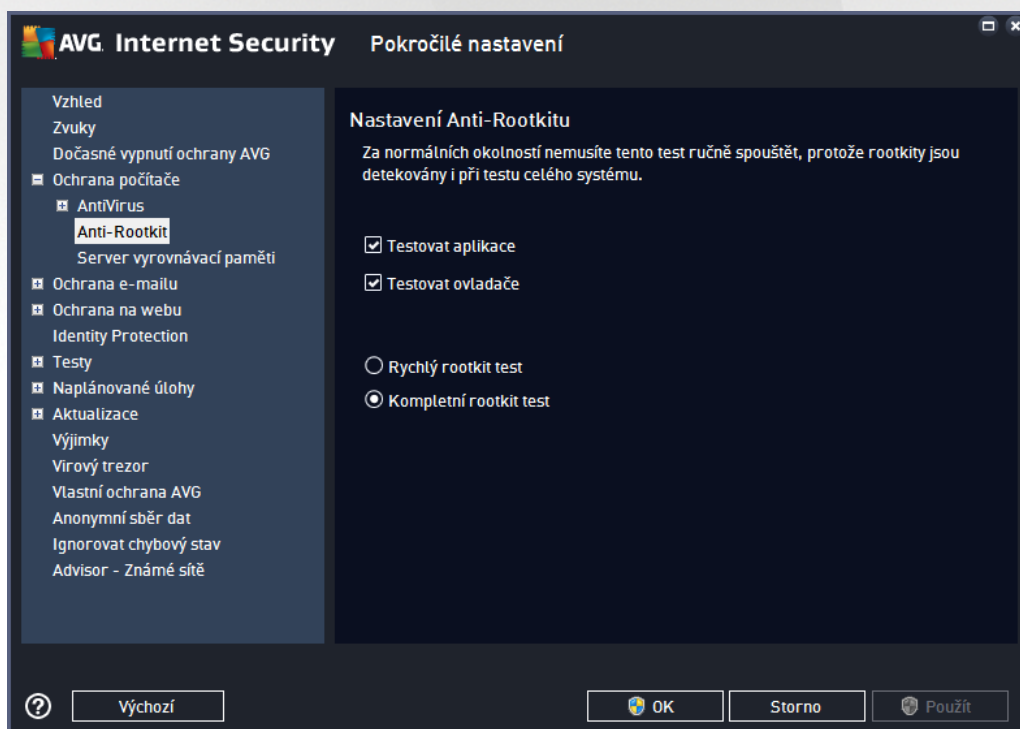 AVG. Internet Security Pokročilé nastavení
Vzhled
Zvuky
Dočasné vypnutí ochrany AVG
Ochrana počítače
AntiVirus
Anti-Rootkit
Server vyrovnávací paměti
Ochrana e-mailu
Ochrana na webu
Identity Protection
Testy
Naplánované úlohy
Aktualizace
Výjimky
Virový trezor
Vlastní ochrana AVG
Anonymní sběr dat
Ignorovat chybový stav
Advisor - Známé sítě
Nastavení Anti-Rootkitu
Za normálních okolností nemusíte tento test ručně spouštět, protože rootkity jsou
detekovány i při testu celého systému.
Testovat aplikace
Testovat ovladače
Rychlý rootkit test
Kompletní rootkit test
Výchozí
OK
Storno
Použít